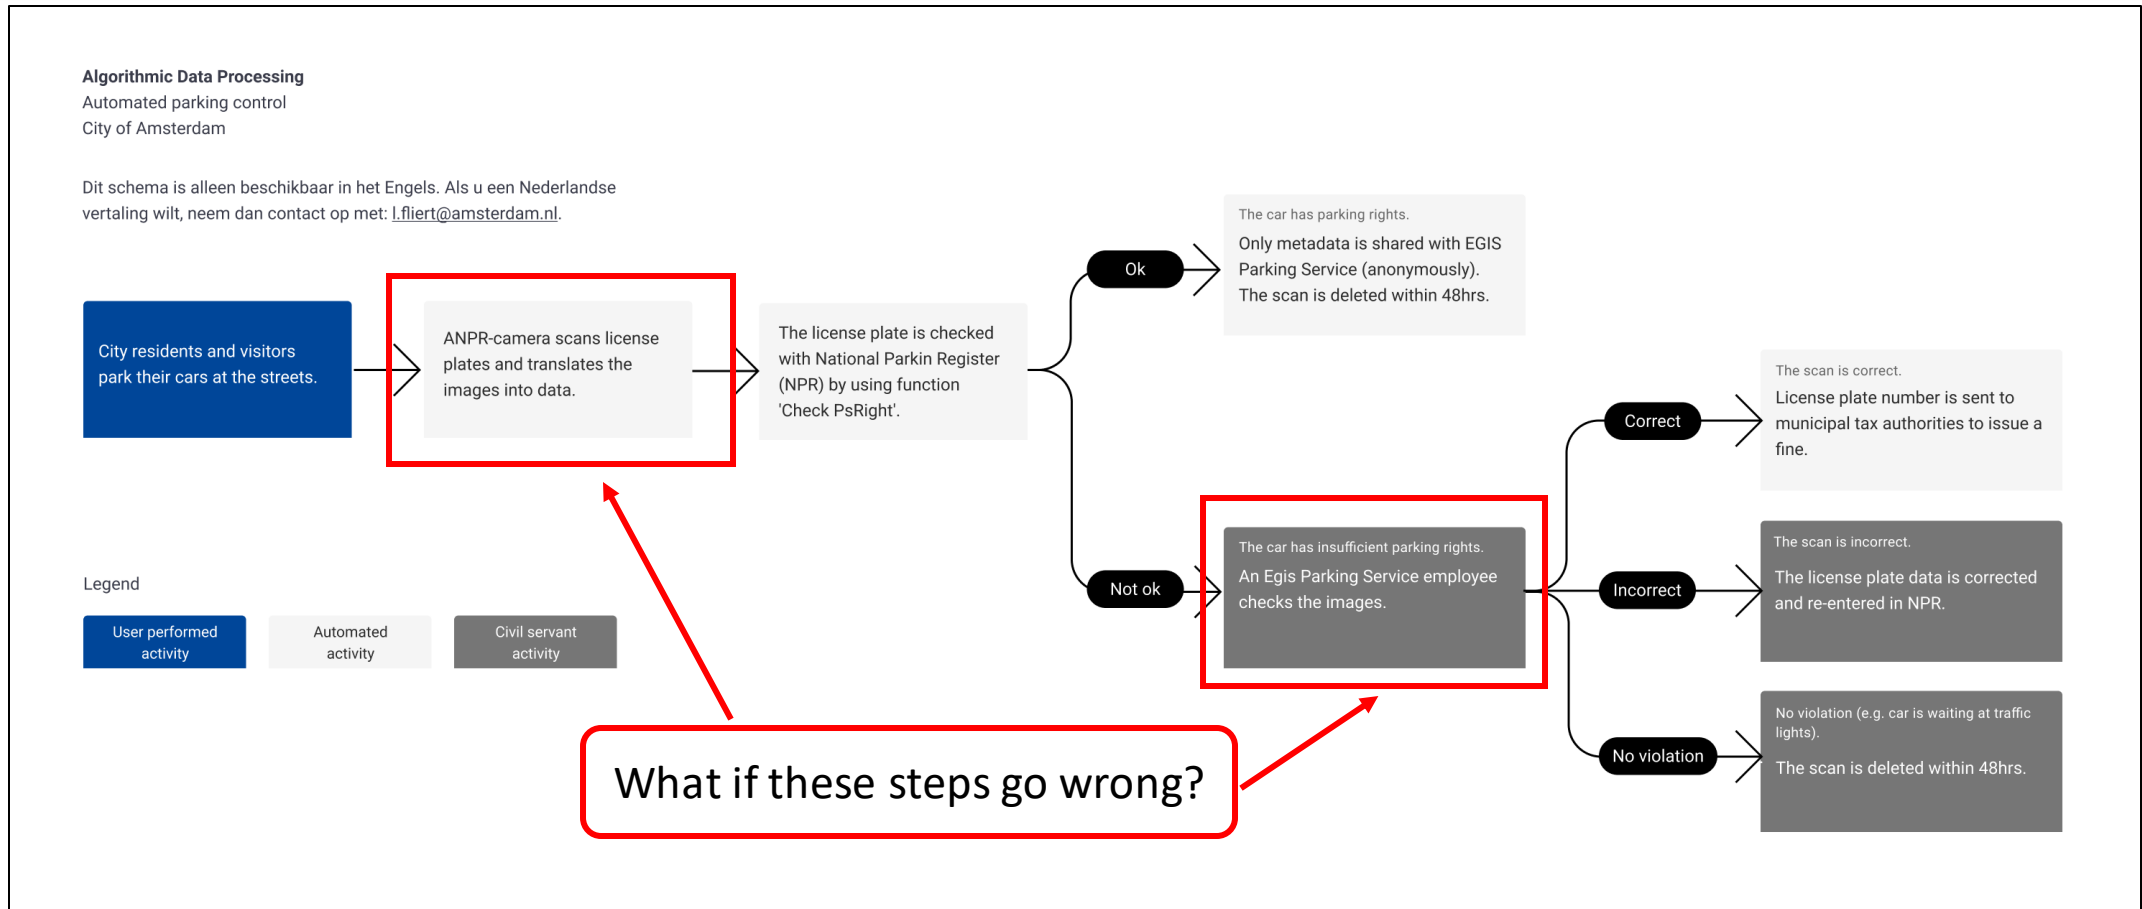 Algorithmic Data Processing
Automated parking control
City of Amsterdam
Dit schema is alleen beschikbaar in het Engels. Als u een Nederlandse
vertaling wilt, neem dan contact op met: l.fliert@amsterdam.nl.
City residents and visitors
park their cars at the streets.
ANPR-camera scans license
plates and translates the
images into data.
The license plate is checked
with National Parkin Register
(NPR) by using function
'Check PsRight'.
Ok
The car has parking rights.
Only metadata is shared with EGIS
Parking Service (anonymously).
The scan is deleted within 48hrs.
Not ok
The car has insufficient parking rights.
An Egis Parking Service employee
checks the images.
Correct
The scan is correct.
License plate number is sent to
municipal tax authorities to issue a
fine.
Incorrect
The scan is incorrect.
The license plate data is corrected
and re-entered in NPR.
No violation
No violation (e.g. car is waiting at traffic
lights).
The scan is deleted within 48hrs.
Legend
User performed
activity
Automated
activity
Civil servant
activity
What if these steps go wrong?